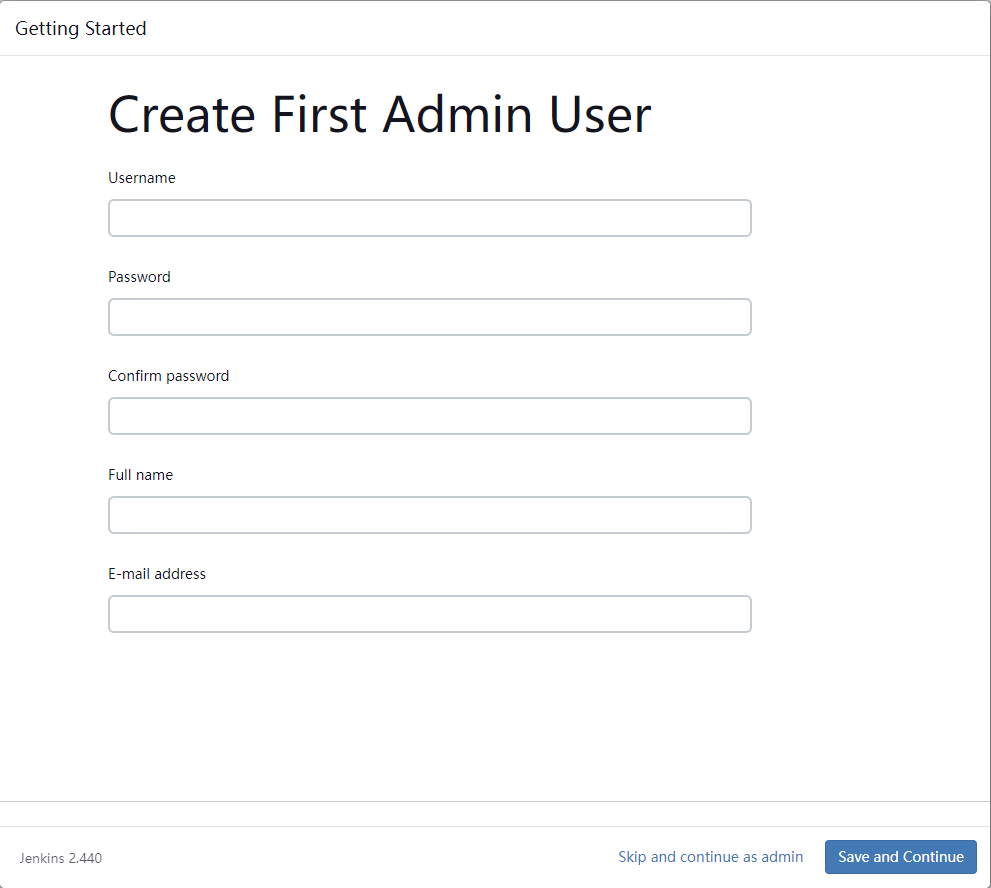 Getting Started
Create First Admin User
Username
Password
Confirm password
Full name
E-mail address
Jenkins 2.440
Skip and continue as admin
Save and Continue